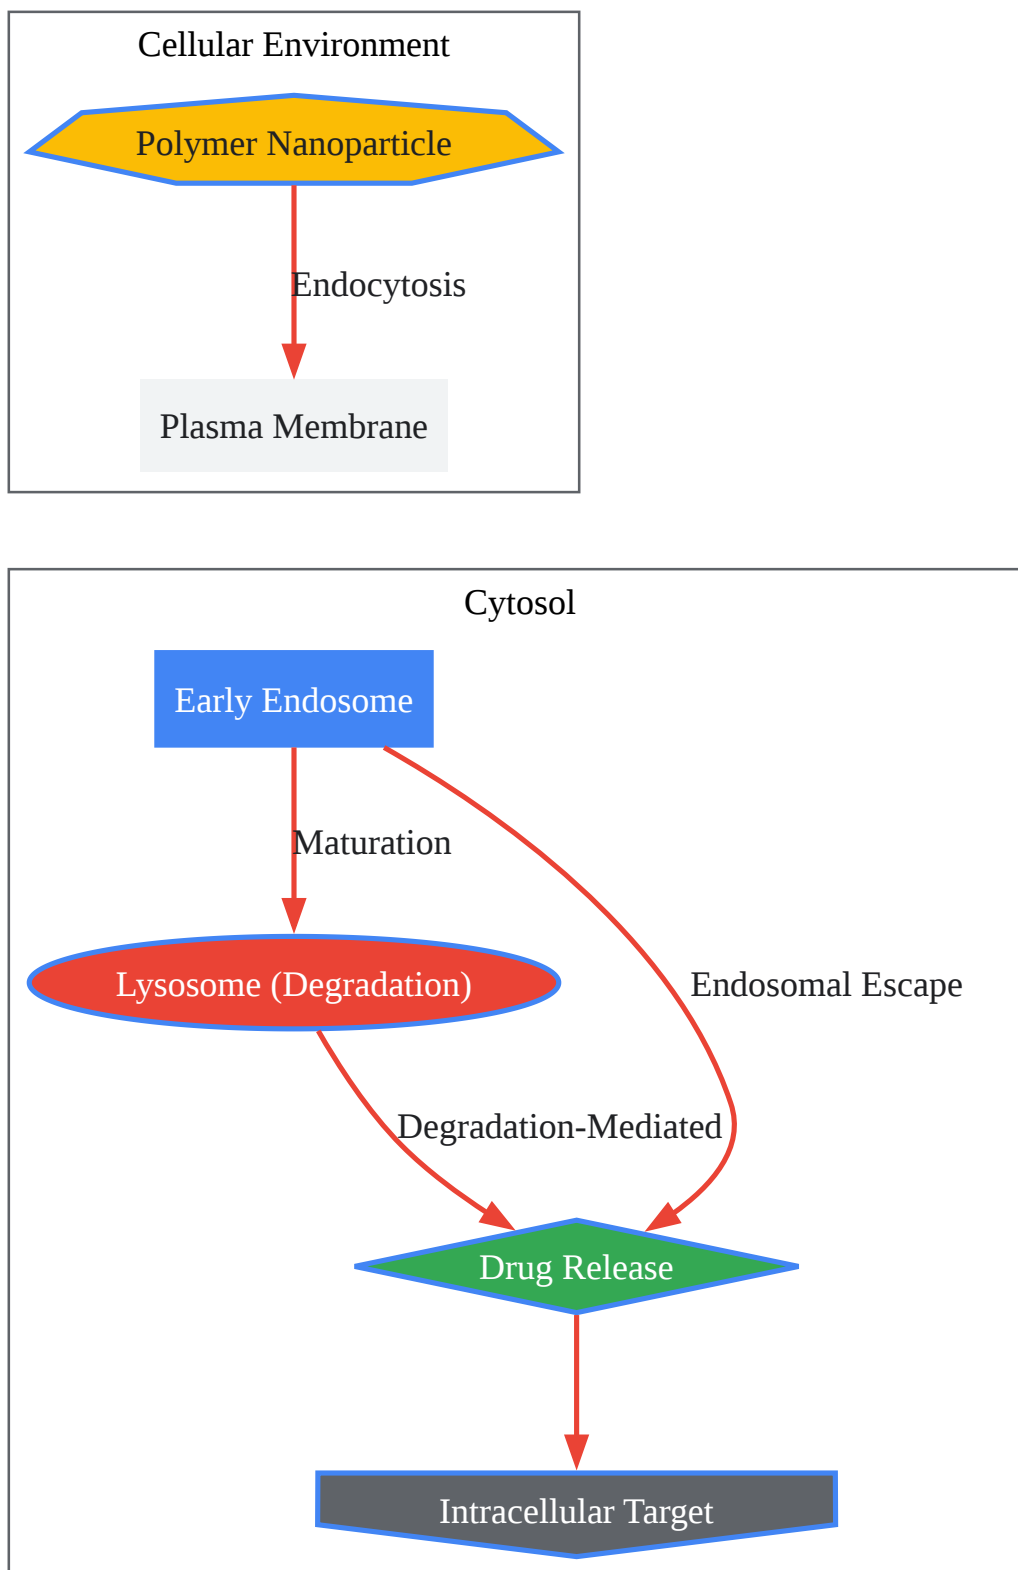 Cellular Environment
Polymer Nanoparticle
Endocytosis
Plasma Membrane
Cytosol
Early Endosome
Maturation
Lysosome (Degradation)
Endosomal Escape
Degradation-Mediated
Drug Release
Intracellular Target